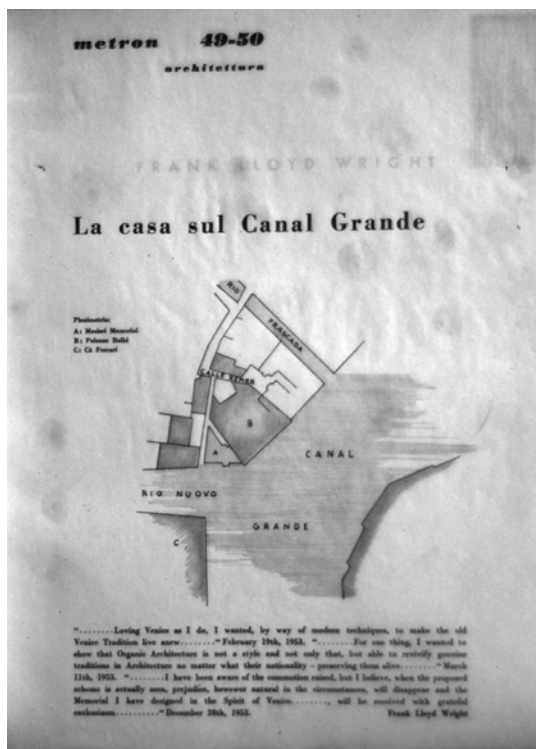 metron 49-50
architettura
FRANK LLOYD WRIGHT
La casa sul Canal Grande
Planimetria:
A: Masieri Memorial
B: Palazzo Balbi
C: Cà Foscari
RIO
FRASCADA
CALLE REMER
B
A
CANAL
RIO NUOVO
GRANDE
C
"........Loving Venice as I do, I wanted, by way of modern techniques, to make the old
Venice Tradition live anew........" February 19th, 1953. "........For one thing, I wanted to
show that Organic Architecture is not a style and not only that, but able to revivify genuine
traditions in Architecture no matter what their nationality - preserving them alive........" March
11th, 1953. "........I have been aware of the commotion raised, but I believe, when the proposed
scheme is actually seen, prejudice, however natural in the circumstances, will disappear and the
Memorial I have designed in the Spirit of Venice........, will be received with grateful
enthusiasm.........." December 28th, 1953. Frank Lloyd Wright